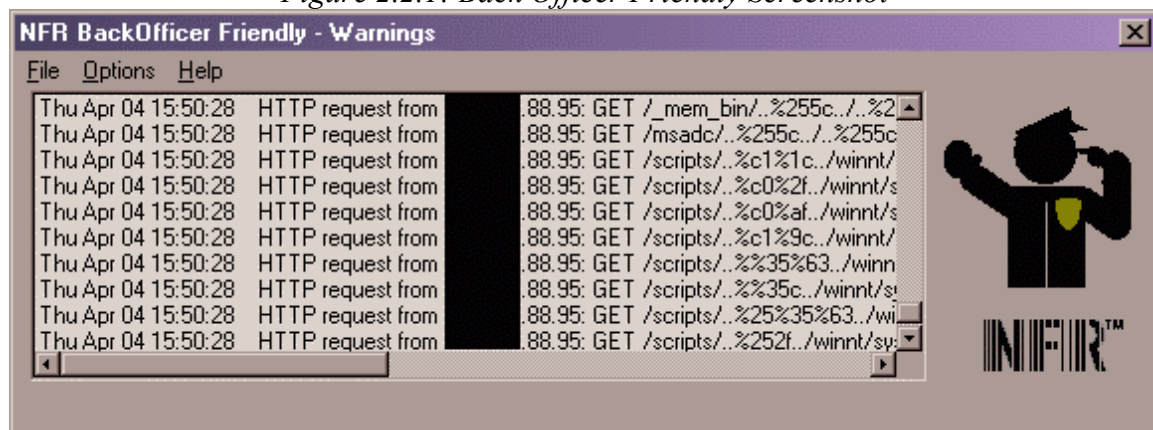 Figure 2.2.1: Back Officer Friendly Screenshot
NFR BackOfficer Friendly - Warnings
File Options Help
Thu Apr 04 15:50:28 HTTP request from .88.95: GET /_mem_bin/..%255c../..%2
Thu Apr 04 15:50:28 HTTP request from .88.95: GET /msadc/..%255c../..%255c
Thu Apr 04 15:50:28 HTTP request from .88.95: GET /scripts/..%c1%1c../winnt/
Thu Apr 04 15:50:28 HTTP request from .88.95: GET /scripts/..%c0%2f../winnt/s
Thu Apr 04 15:50:28 HTTP request from .88.95: GET /scripts/..%c0%af../winnt/s
Thu Apr 04 15:50:28 HTTP request from .88.95: GET /scripts/..%c1%9c../winnt/
Thu Apr 04 15:50:28 HTTP request from .88.95: GET /scripts/..%%35%63../winn
Thu Apr 04 15:50:28 HTTP request from .88.95: GET /scripts/..%%35c../winnt/sy
Thu Apr 04 15:50:28 HTTP request from .88.95: GET /scripts/..%25%35%63../wi
Thu Apr 04 15:50:28 HTTP request from .88.95: GET /scripts/..%252f../winnt/sy
NFR™